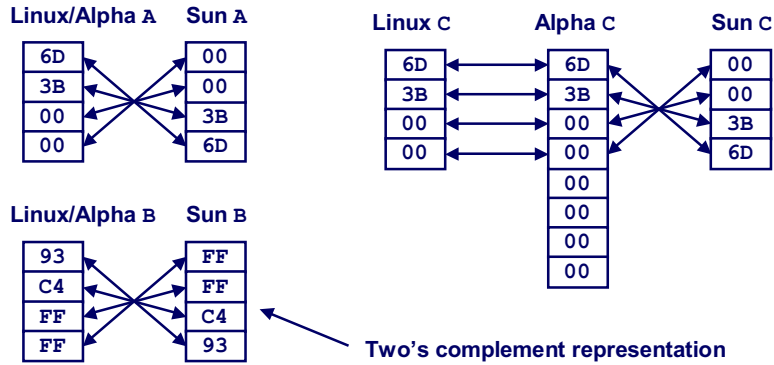 Linux/Alpha A Sun A
6D 00
3B 00
00 3B
00 6D
Linux/Alpha B Sun B
93 FF
C4 FF
FF C4
FF 93
Linux C Alpha C Sun C
6D 6D 00
3B 3B 00
00 00 3B
00 00 6D
00
00
00
00
Two's complement representation